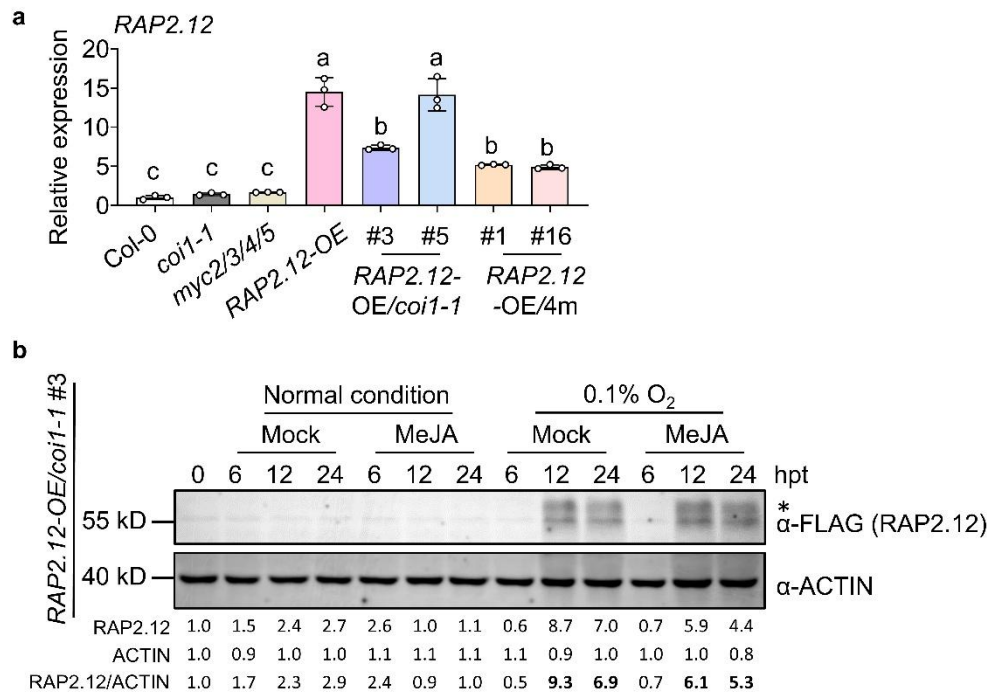 a
RAP2.12
Relative expression
20
15
10
5
0
c
c
c
a
b
a
b
b
Col-0
coi1-1
myc2/3/4/5
RAP2.12-OE
#3
#5
#1
#16
RAP2.12-
OE/coi1-1
RAP2.12
-OE/4m
b
RAP2.12-OE/coi1-1 #3
Normal condition
0.1% O₂
Mock
MeJA
Mock
MeJA
0 6 12 24 6 12 24 6 12 24 6 12 24 hpt
*
55 kD
α-FLAG (RAP2.12)
40 kD
α-ACTIN
RAP2.12 1.0 1.5 2.4 2.7 2.6 1.0 1.1 0.6 8.7 7.0 0.7 5.9 4.4
ACTIN 1.0 0.9 1.0 1.0 1.1 1.1 1.1 1.1 0.9 1.0 1.0 1.0 0.8
RAP2.12/ACTIN 1.0 1.7 2.3 2.9 2.4 0.9 1.0 0.5 9.3 6.9 0.7 6.1 5.3